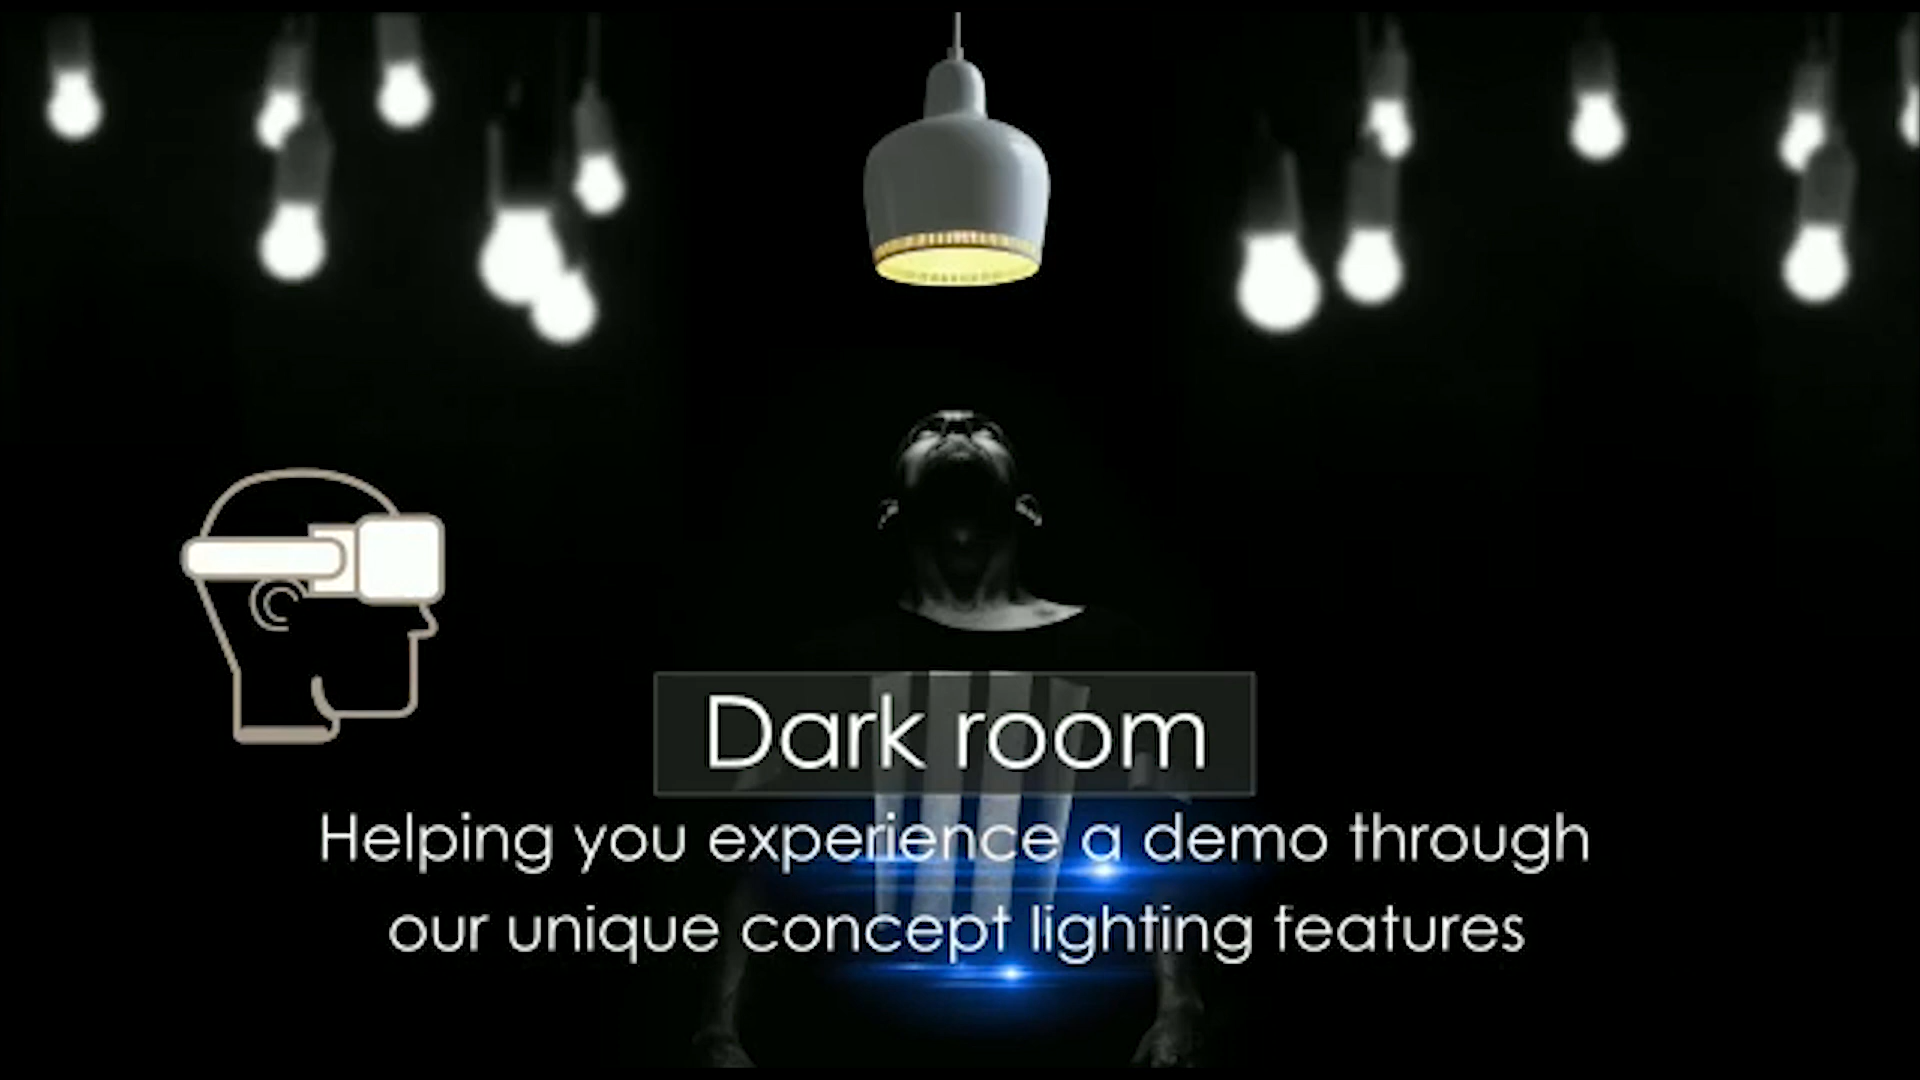 Dark room
Helping you experience a demo through
our unique concept lighting features